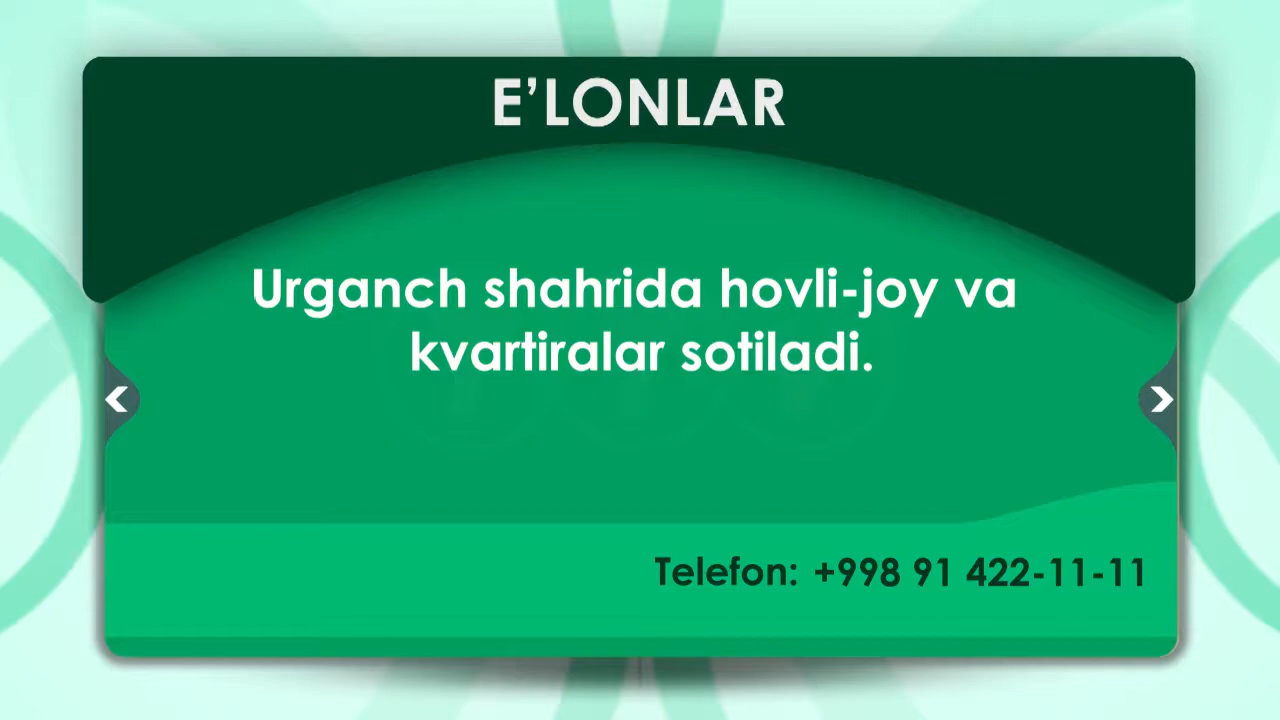 E’LONLAR
Urganch shahrida hovli-joy va
kvartiralar sotiladi.
Telefon: +998 91 422-11-11